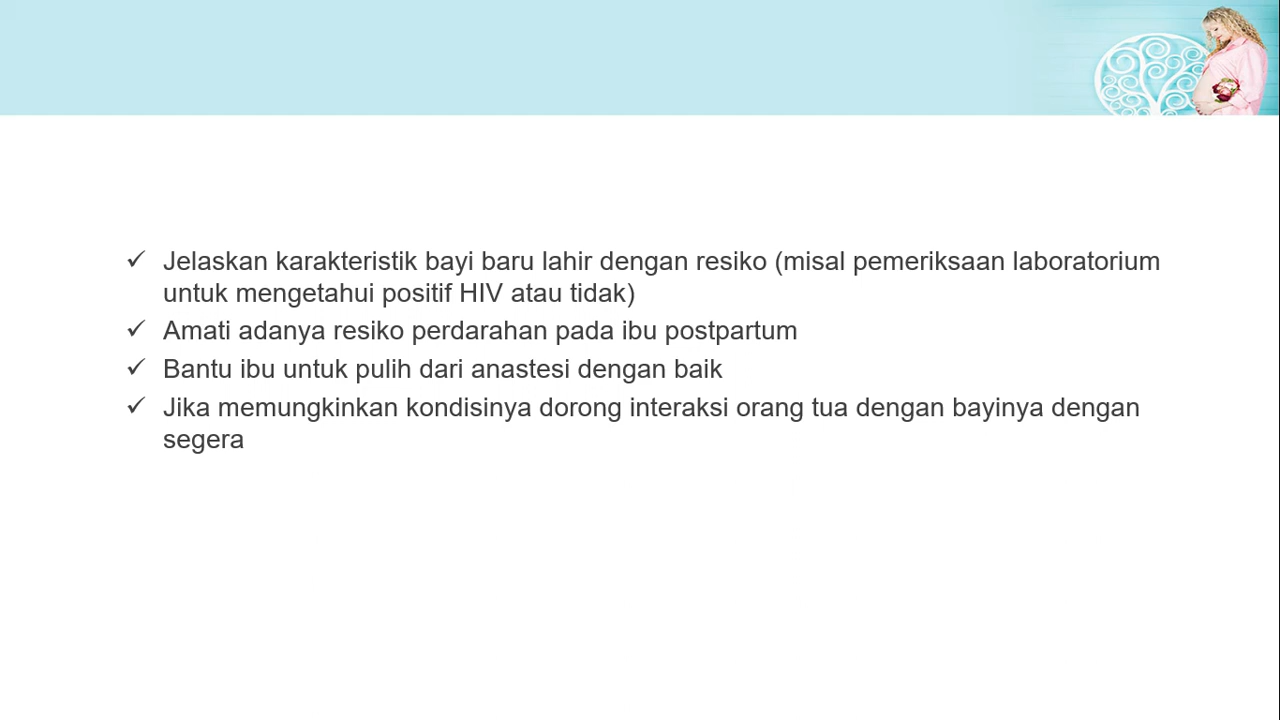 ✓ Jelaskan karakteristik bayi baru lahir dengan resiko (misal pemeriksaan laboratorium
untuk mengetahui positif HIV atau tidak)
✓ Amati adanya resiko perdarahan pada ibu postpartum
✓ Bantu ibu untuk pulih dari anastesi dengan baik
✓ Jika memungkinkan kondisinya dorong interaksi orang tua dengan bayinya dengan
segera